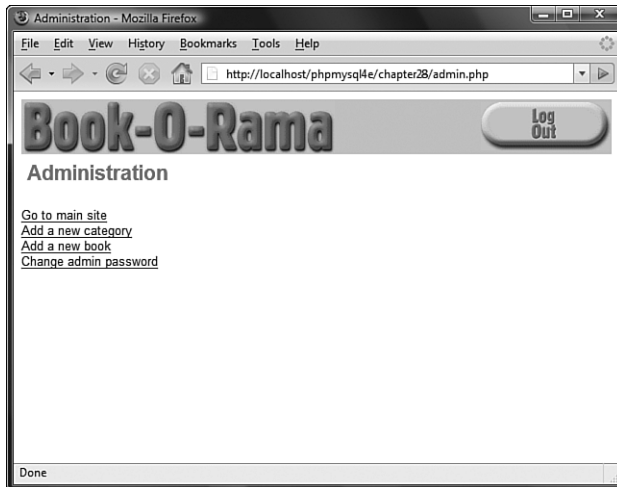 Administration - Mozilla Firefox
File Edit View History Bookmarks Tools Help
http://localhost/phpmysql4e/chapter28/admin.php
Book-O-Rama
Log
Out
Administration
Go to main site
Add a new category
Add a new book
Change admin password
Done